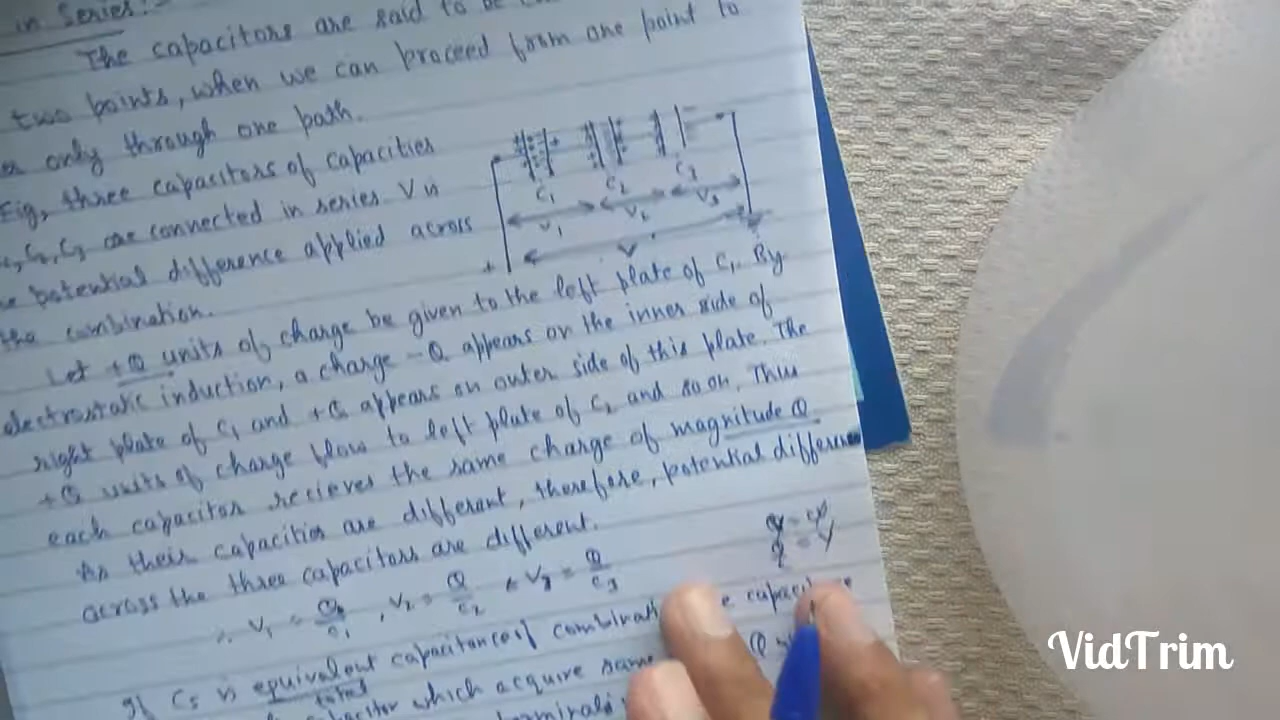 in Series:-
The capacitors are said to be
two points, when we can proceed from one point to
only through one path.
Fig, three capacitors of capacities
C₂, C₃ are connected in series. V is
potential difference applied across
the combination.
C₁ C₂ C₃
V₁ V₂ V₃
V
+
Let +Q units of charge be given to the left plate of C₁. By
electrostatic induction, a charge -Q appears on the inner side of
right plate of C₁ and +Q appears on outer side of this plate. The
+Q units of charge flow to left plate of C₂ and so on. Thus
each capacitor recieves the same charge of magnitude Q.
As their capacities are different, therefore, potential difference
across the three capacitors are different.
∴ V₁ = Q/C₁, V₂ = Q/C₂ & V₃ = Q/C₃
If Cs is equivalent capacitance of
total
which acquire same
VidTrim